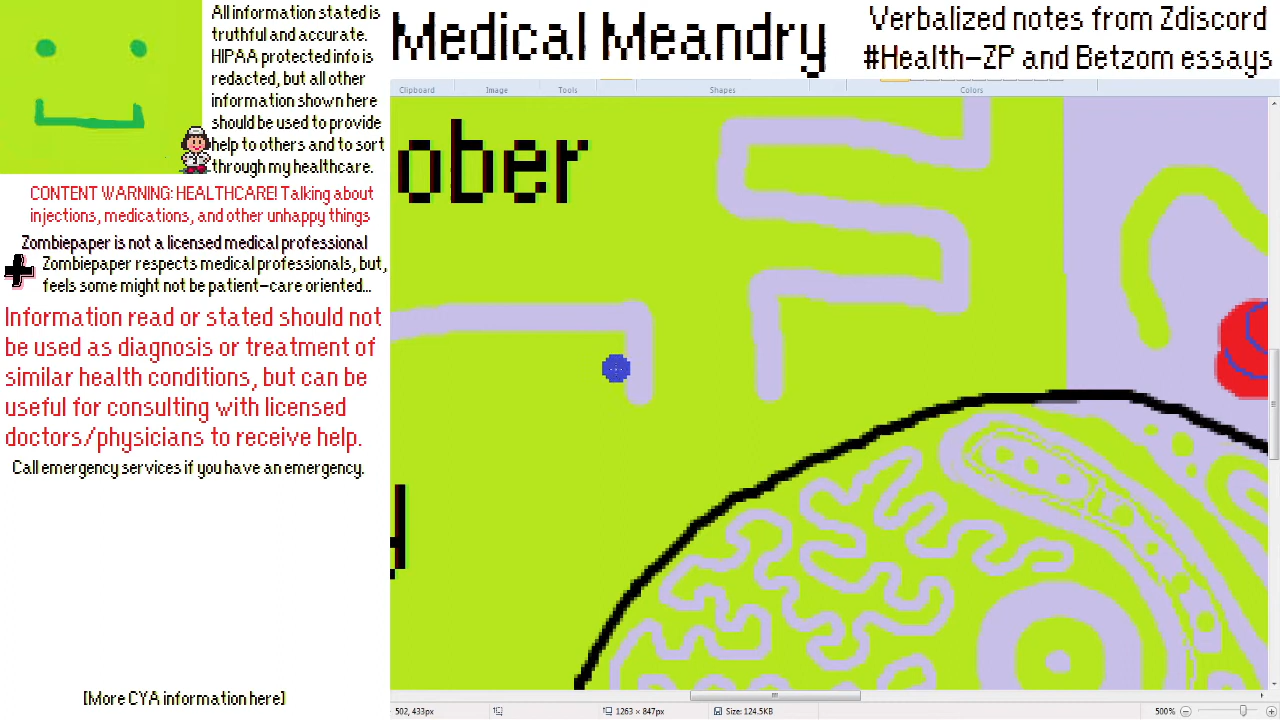 All information stated is
truthful and accurate.
HIPAA protected info is
redacted, but all other
information shown here
should be used to provide
help to others and to sort
through my healthcare.
CONTENT WARNING: HEALTHCARE! Talking about
injections, medications, and other unhappy things
Zombiepaper is not a licensed medical professional
Zombiepaper respects medical professionals, but,
feels some might not be patient-care oriented...
Information read or stated should not
be used as diagnosis or treatment of
similar health conditions, but can be
useful for consulting with licensed
doctors/physicians to receive help.
Call emergency services if you have an emergency.
[More CYA information here]
Medical Meandry
Verbalized notes from Zdiscord
#Health-ZP and Betzom essays
Clipboard
Image
Tools
Shapes
Colors
ober
y
502, 433px
1263 × 847px
Size: 124.5KB
500%